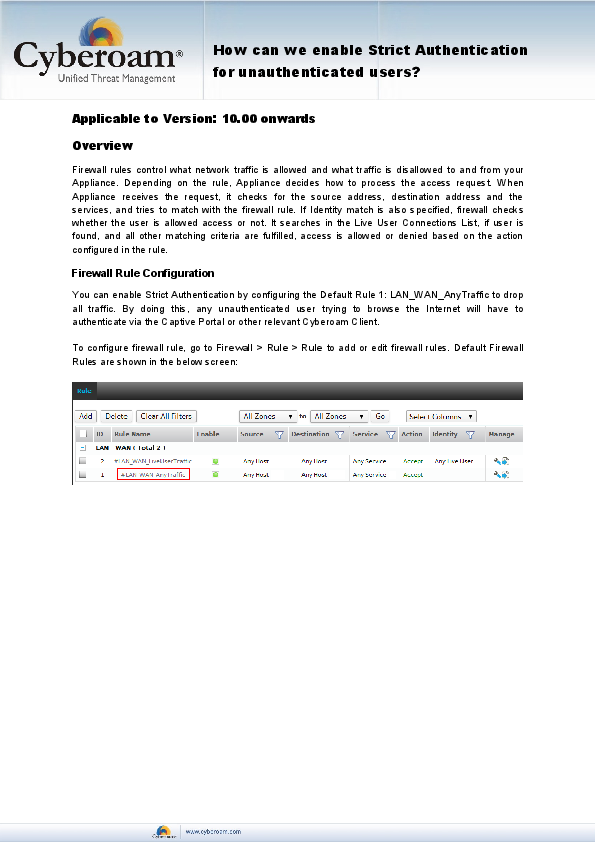 Cyberoam®
Unified Threat Management
How can we enable Strict Authentication
for unauthenticated users?
Applicable to Version: 10.00 onwards
Overview
Firewall rules control what network traffic is allowed and what traffic is disallowed to and from your
Appliance. Depending on the rule, Appliance decides how to process the access request. When
Appliance receives the request, it checks for the source address, destination address and the
services, and tries to match with the firewall rule. If Identity match is also specified, firewall checks
whether the user is allowed access or not. It searches in the Live User Connections List, if user is
found, and all other matching criteria are fulfilled, access is allowed or denied based on the action
configured in the rule.
Firewall Rule Configuration
You can enable Strict Authentication by configuring the Default Rule 1: LAN_WAN_AnyTraffic to drop
all traffic. By doing this, any unauthenticated user trying to browse the Internet will have to
authenticate via the Captive Portal or other relevant Cyberoam Client.
To configure firewall rule, go to Firewall > Rule > Rule to add or edit firewall rules. Default Firewall
Rules are shown in the below screen:
Rule
Add Delete Clear All Filters All Zones to All Zones Go Select Columns
ID Rule Name Enable Source Destination Service Action Identity Manage
LAN WAN ( Total 2 )
2 #LAN_WAN_LiveUserTraffic Any Host Any Host Any Service Accept Any Live User
1 #LAN_WAN_AnyTraffic Any Host Any Host Any Service Accept
Cyberoam
www.cyberoam.com